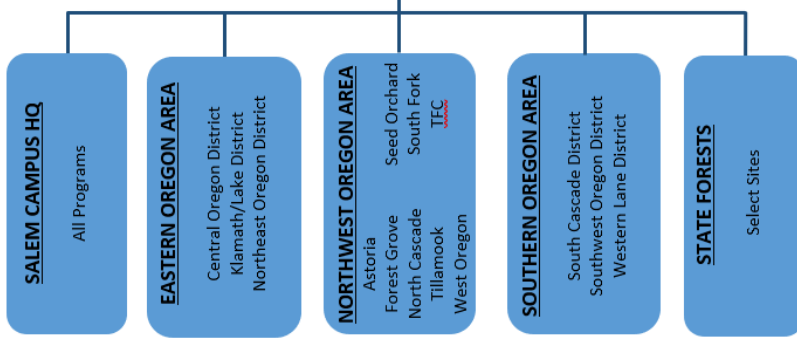 SALEM CAMPUS HQ
All Programs
EASTERN OREGON AREA
Central Oregon District
Klamath/Lake District
Northeast Oregon District
NORTHWEST OREGON AREA
Astoria
Forest Grove
North Cascade
Tillamook
West Oregon
Seed Orchard
South Fork
TFC
SOUTHERN OREGON AREA
South Cascade District
Southwest Oregon District
Western Lane District
STATE FORESTS
Select Sites